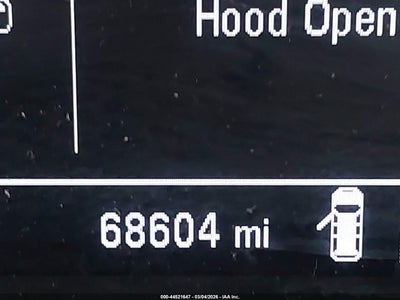 Hood Open
68604 mi
000-44521647 - 03/04/2026 - IAA Inc.